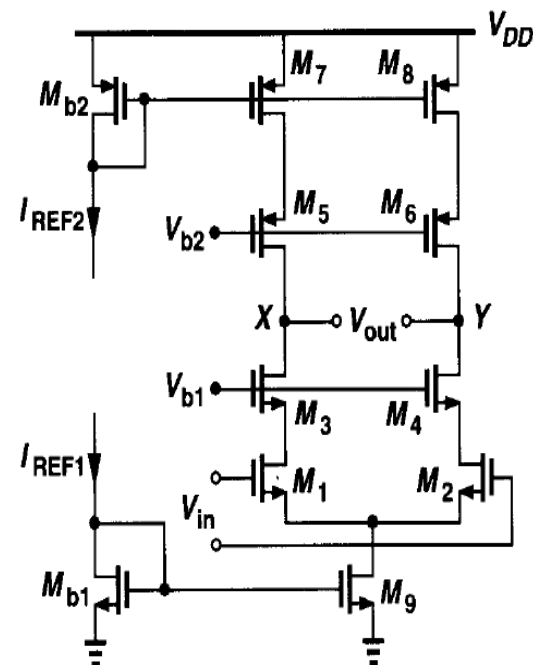 V_DD
M_b2
M_7
M_8
I_REF2
V_b2
M_5
M_6
X
V_out
Y
V_b1
M_3
M_4
I_REF1
V_in
M_1
M_2
M_b1
M_9